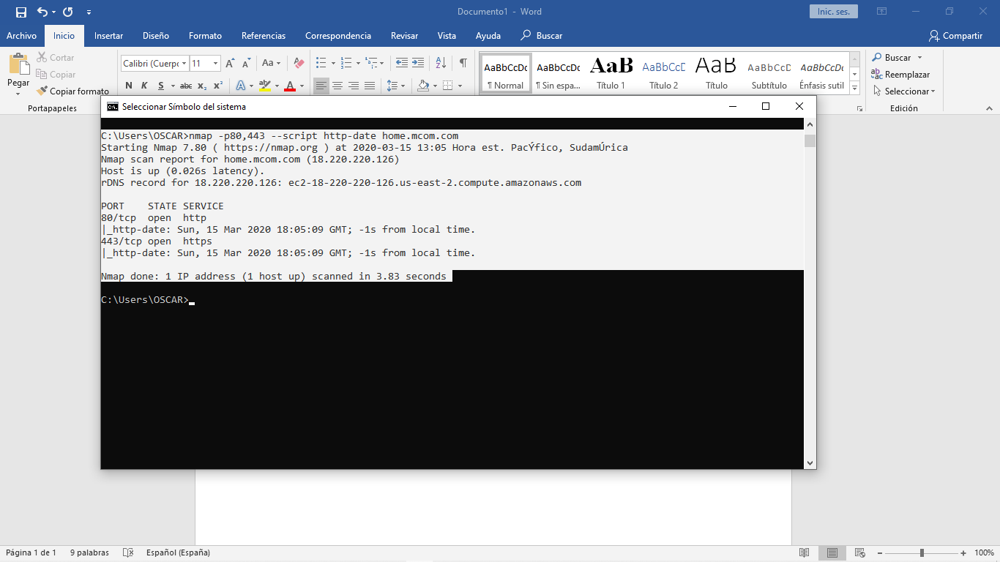 Documento1 - Word
Inic. ses.
Archivo Inicio Insertar Diseño Formato Referencias Correspondencia Revisar Vista Ayuda Buscar Compartir
Pegar
Cortar
Copiar
Copiar formato
Portapapeles
Calibri (Cuerpo 11
Aa
N K S abc x₂ x²
AaBbCcDc
¶ Normal
AaBbCcDc
¶ Sin espa...
AaB
Título 1
AaBbCcD
Título 2
AaB
Título
AaBbCcD
Subtítulo
AaBbCcDc
Énfasis sutil
Buscar
Reemplazar
Seleccionar
Edición
Seleccionar Símbolo del sistema
C:\Users\OSCAR>nmap -p80,443 --script http-date home.mcom.com
Starting Nmap 7.80 ( https://nmap.org ) at 2020-03-15 13:05 Hora est. PacÝfico, SudamÚrica
Nmap scan report for home.mcom.com (18.220.220.126)
Host is up (0.026s latency).
rDNS record for 18.220.220.126: ec2-18-220-220-126.us-east-2.compute.amazonaws.com
PORT    STATE SERVICE
80/tcp  open  http
|_http-date: Sun, 15 Mar 2020 18:05:09 GMT; -1s from local time.
443/tcp open  https
|_http-date: Sun, 15 Mar 2020 18:05:09 GMT; -1s from local time.
Nmap done: 1 IP address (1 host up) scanned in 3.83 seconds
C:\Users\OSCAR>
Página 1 de 1 9 palabras Español (España) 100%